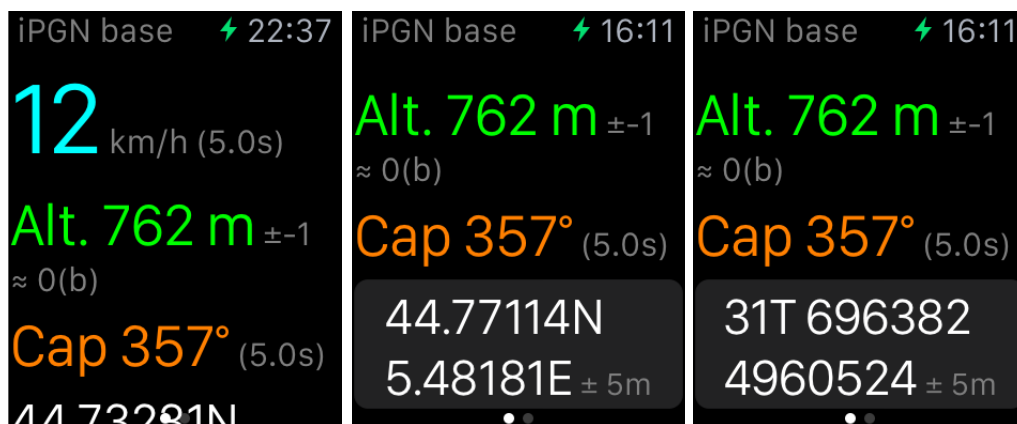 iPGN base 22:37
12 km/h (5.0s)
Alt. 762 m ±-1
≈ 0(b)
Cap 357° (5.0s)
44.73281N
iPGN base 16:11
Alt. 762 m ±-1
≈ 0(b)
Cap 357° (5.0s)
44.77114N
5.48181E ± 5m
iPGN base 16:11
Alt. 762 m ±-1
≈ 0(b)
Cap 357° (5.0s)
31T 696382
4960524 ± 5m